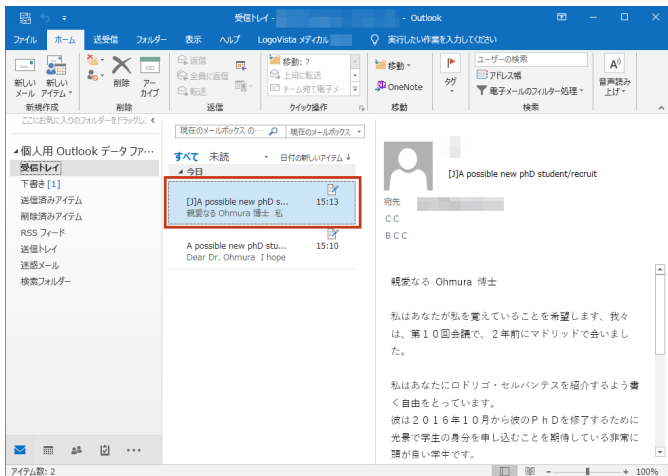 受信トレイ - - Outlook
ファイル ホーム 送受信 フォルダー 表示 ヘルプ LogoVista メディカル 実行したい作業を入力してください
新しいメール
新しいアイテム
削除
アーカイブ
返信
全員に返信
転送
移動: ?
上司に転送
チーム宛て電子メ...
移動
OneNote
タグ
ユーザーの検索
アドレス帳
電子メールのフィルター処理
音声読み上げ
新規作成 削除 返信 クイック操作 移動 検索
ここにお気に入りのフォルダーをドラッグし:
個人用 Outlook データ ファ…
受信トレイ
下書き [1]
送信済みアイテム
削除済みアイテム
RSS フィード
送信トレイ
迷惑メール
検索フォルダー
現在のメールボックス の… 現在のメールボックス
すべて 未読 日付の新しいアイテム ↓
今日
[J]A possible new phD s... 15:13
親愛なる Ohmura 博士 私
A possible new phD stu... 15:10
Dear Dr. Ohmura I hope
[J]A possible new phD student/recruit
宛先
CC
BCC
親愛なる Ohmura 博士
私はあなたが私を覚えていることを希望します、我々
は、第１０回会議で、２年前にマドリッドで会いまし
た。
私はあなたにロドリゴ・セルバンテスを紹介するよう書
く自由をとっています。
彼は２０１６年１０月から彼のＰｈＤを修了するために
光景で学生の身分を申し込むことを期待している非常に
頭が良い学生です。
アイテム数: 2
100%